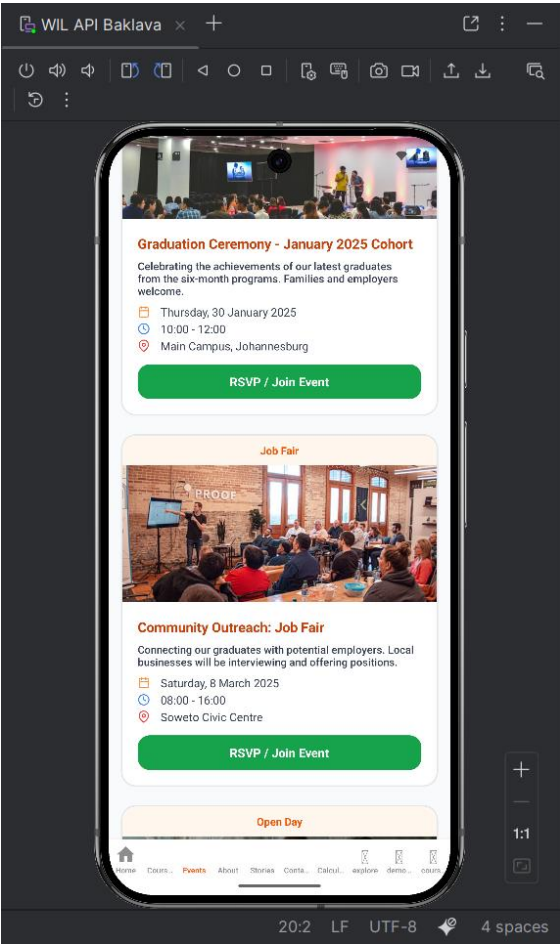 WIL API Baklava
Graduation Ceremony - January 2025 Cohort
Celebrating the achievements of our latest graduates
from the six-month programs. Families and employers
welcome.
Thursday, 30 January 2025
10:00 - 12:00
Main Campus, Johannesburg
RSVP / Join Event
Job Fair
PROOF
Community Outreach: Job Fair
Connecting our graduates with potential employers. Local
businesses will be interviewing and offering positions.
Saturday, 8 March 2025
08:00 - 16:00
Soweto Civic Centre
RSVP / Join Event
Open Day
Home Cours... Events About Stories Conta... Calcul... explore demo... cours...
1:1
20:2 LF UTF-8 4 spaces